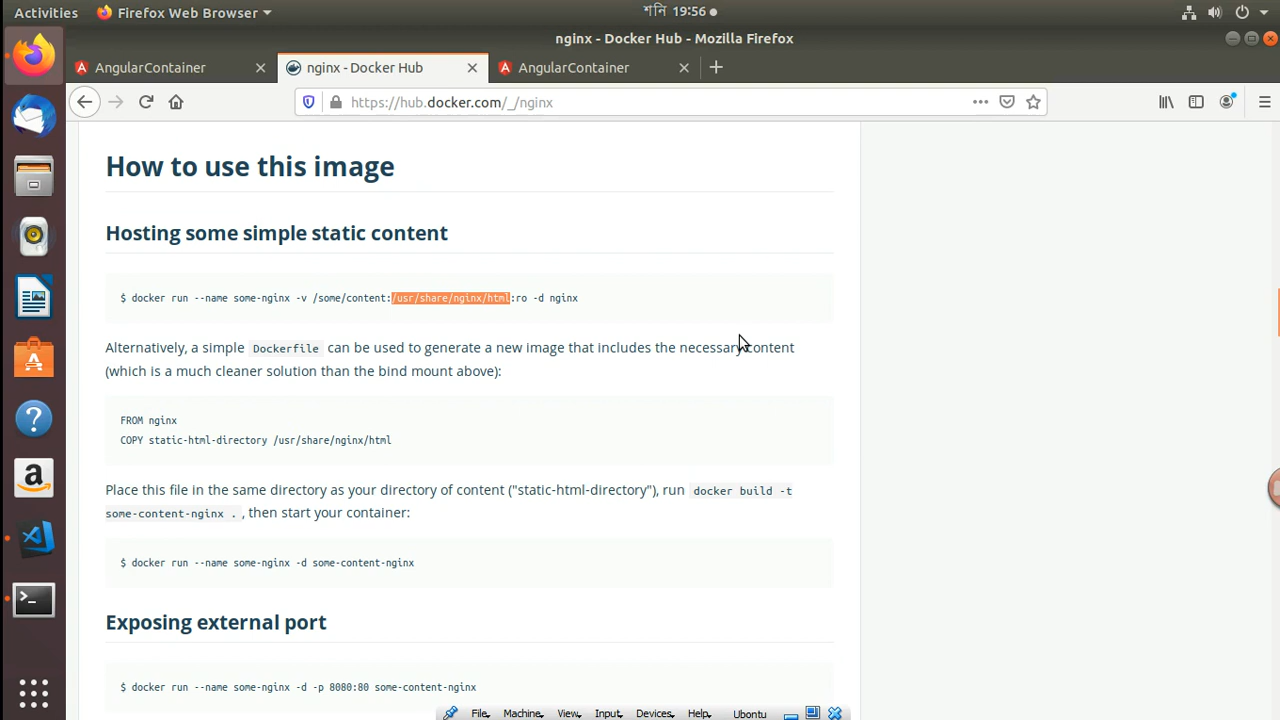 Activities
Firefox Web Browser
শনি 19:56
nginx - Docker Hub - Mozilla Firefox
AngularContainer
nginx - Docker Hub
AngularContainer
https://hub.docker.com/_/nginx
How to use this image
Hosting some simple static content
$ docker run --name some-nginx -v /some/content:/usr/share/nginx/html:ro -d nginx
Alternatively, a simple Dockerfile can be used to generate a new image that includes the necessary content
(which is a much cleaner solution than the bind mount above):
FROM nginx
COPY static-html-directory /usr/share/nginx/html
Place this file in the same directory as your directory of content ("static-html-directory"), run docker build -t
some-content-nginx . , then start your container:
$ docker run --name some-nginx -d some-content-nginx
Exposing external port
$ docker run --name some-nginx -d -p 8080:80 some-content-nginx
File Machine View Input Devices Help Ubontu